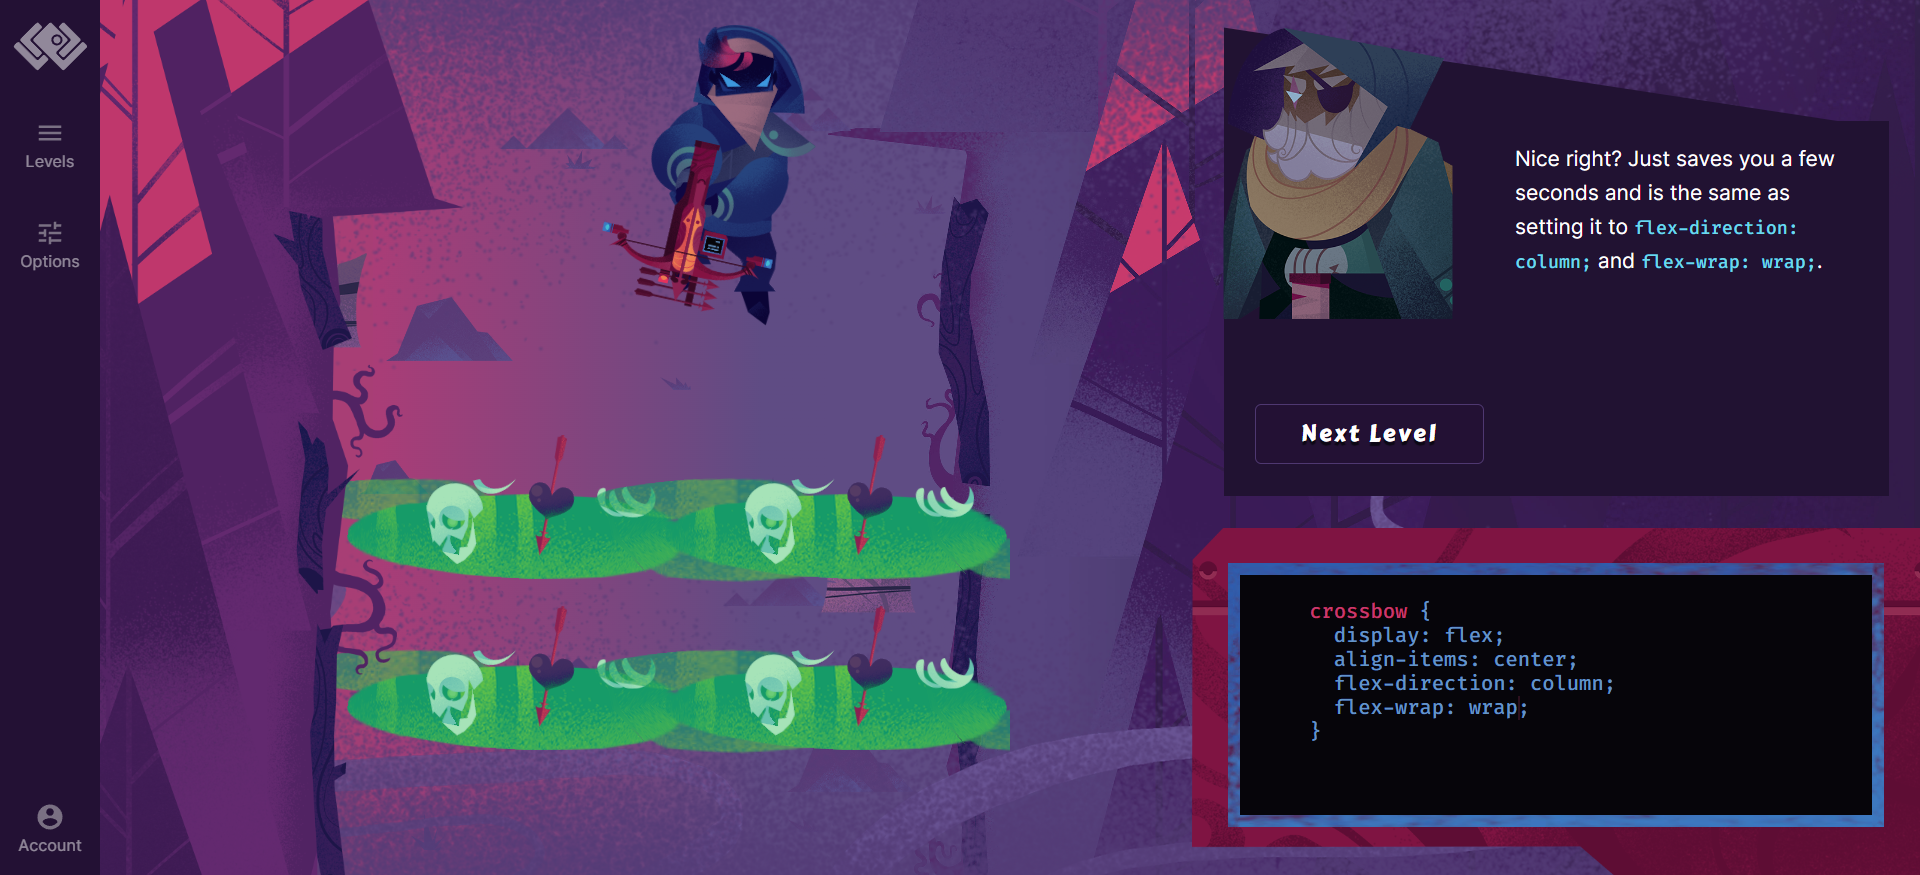 Levels
Options
Account
Nice right? Just saves you a few
seconds and is the same as
setting it to flex-direction:
column; and flex-wrap: wrap;.
Next Level
crossbow {
  display: flex;
  align-items: center;
  flex-direction: column;
  flex-wrap: wrap;
}